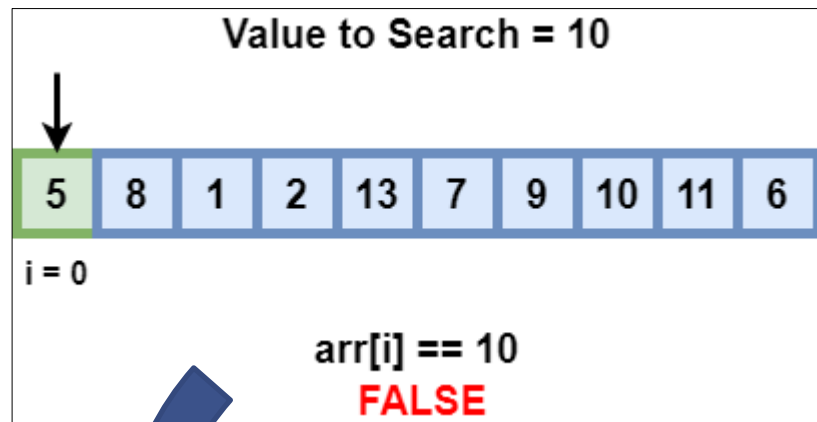 Value to Search = 10
5 8 1 2 13 7 9 10 11 6
i = 0
arr[i] == 10
FALSE